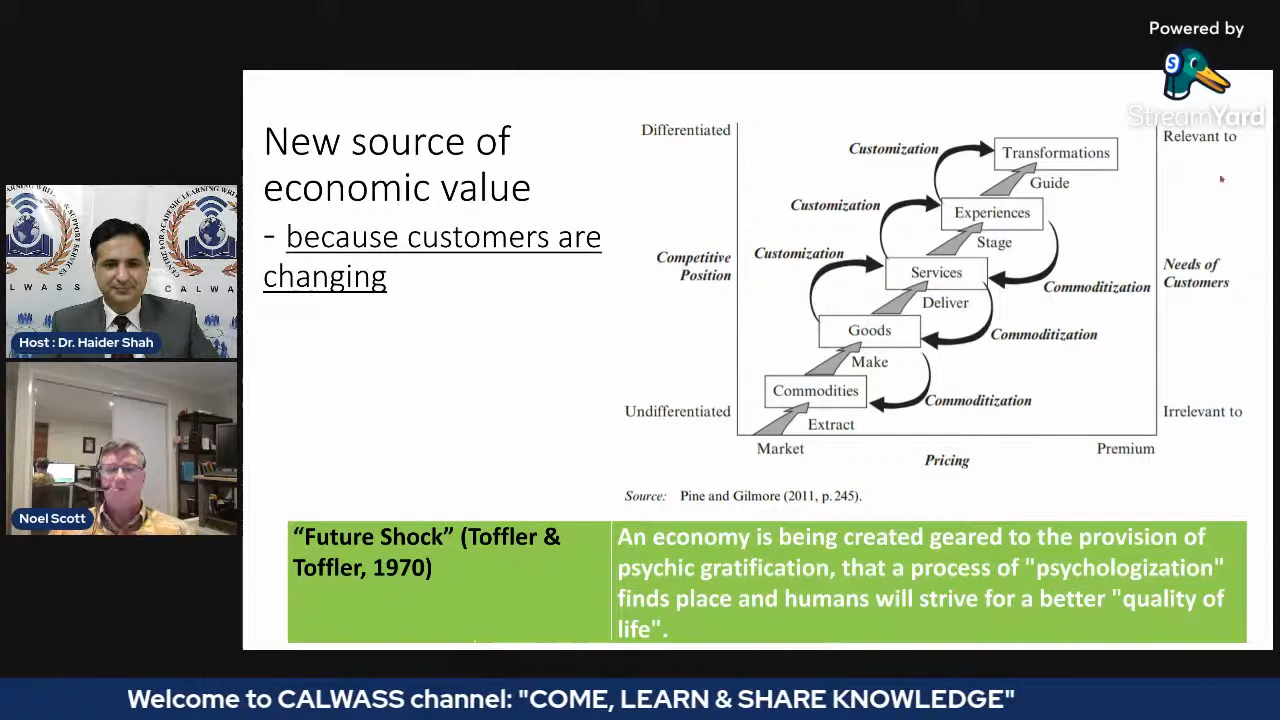 Powered by
StreamYard
New source of
economic value
- because customers are
changing
Differentiated
Competitive
Position
Undifferentiated
Customization
Transformations
Guide
Customization
Experiences
Stage
Customization
Services
Deliver
Commoditization
Goods
Make
Commoditization
Commodities
Extract
Commoditization
Market
Pricing
Premium
Relevant to
Needs of
Customers
Irrelevant to
Source: Pine and Gilmore (2011, p. 245).
“Future Shock” (Toffler &
Toffler, 1970)
An economy is being created geared to the provision of
psychic gratification, that a process of "psychologization"
finds place and humans will strive for a better "quality of
life".
CALWASS
Host : Dr. Haider Shah
Noel Scott
Welcome to CALWASS channel: "COME, LEARN & SHARE KNOWLEDGE"